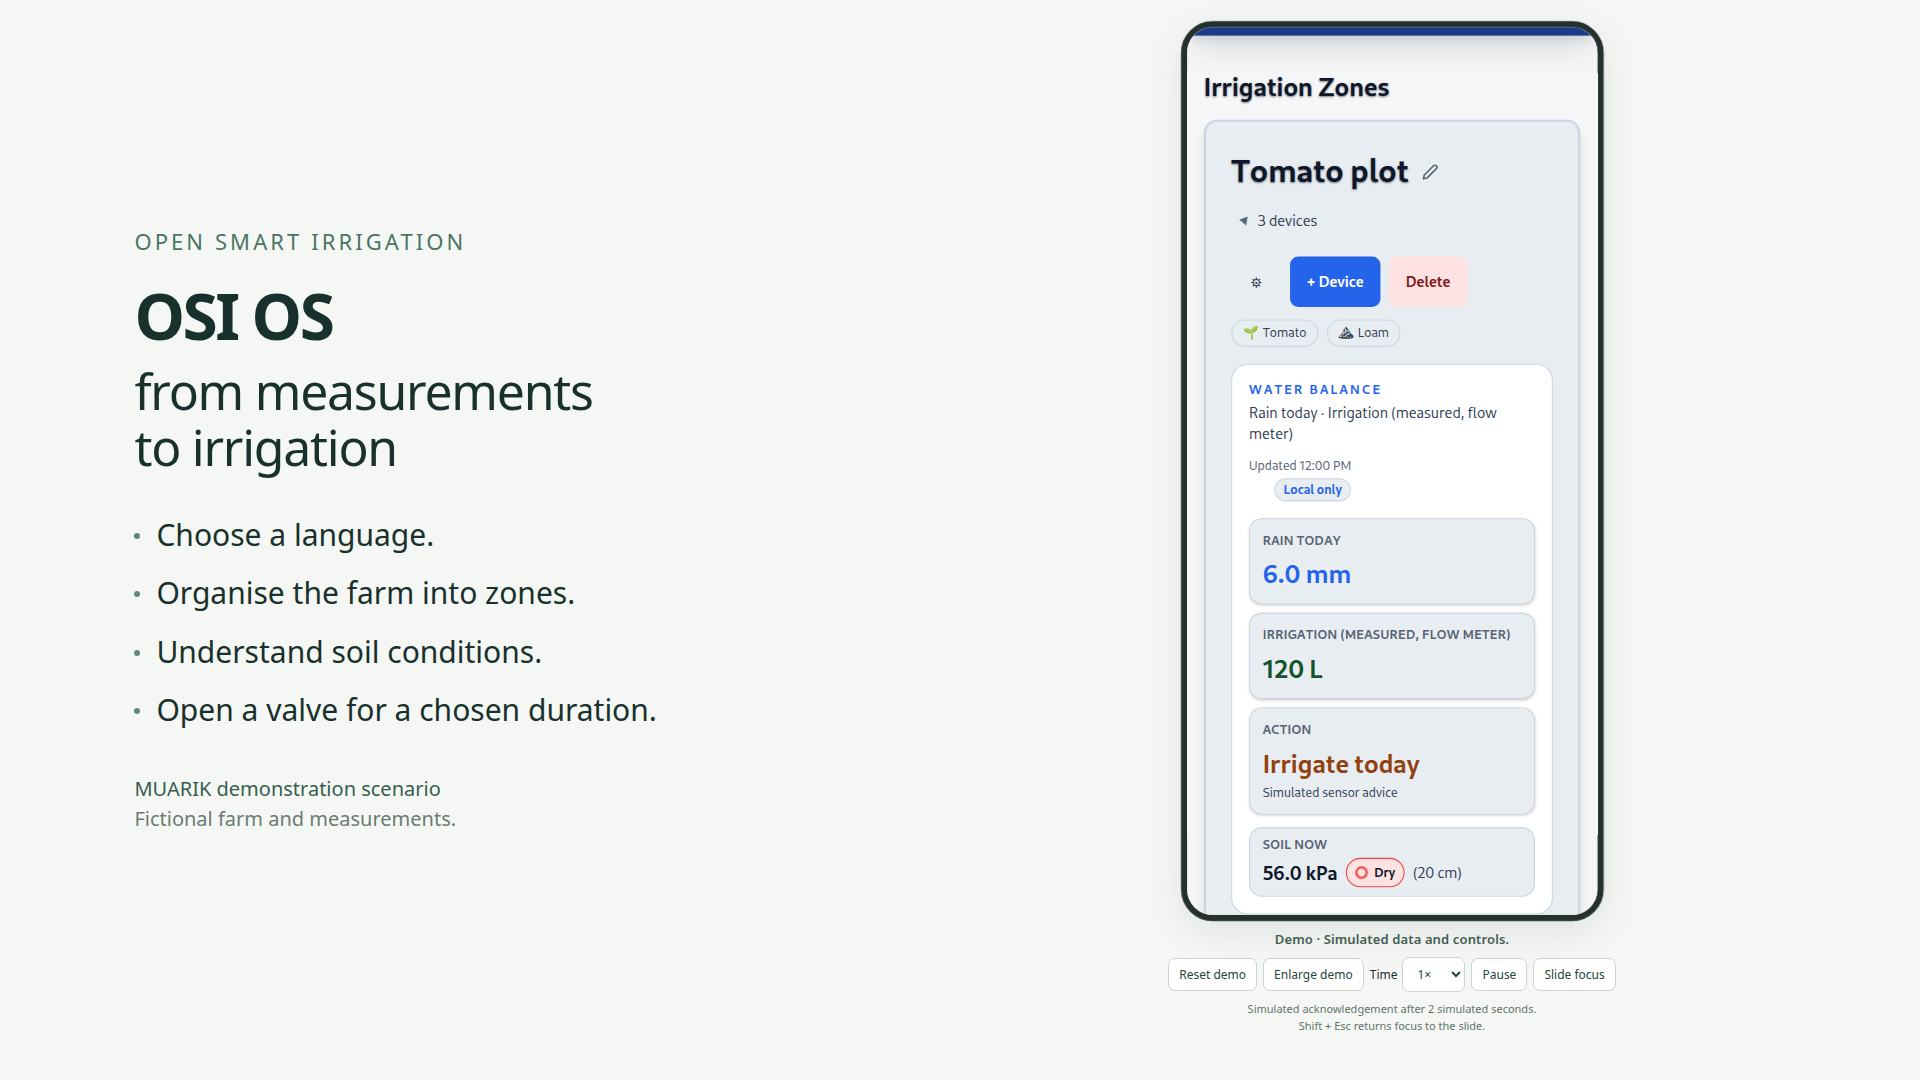 OPEN SMART IRRIGATION
OSI OS
from measurements
to irrigation
• Choose a language.
• Organise the farm into zones.
• Understand soil conditions.
• Open a valve for a chosen duration.
MUARIK demonstration scenario
Fictional farm and measurements.
Irrigation Zones
Tomato plot
3 devices
+ Device Delete
Tomato Loam
WATER BALANCE
Rain today · Irrigation (measured, flow
meter)
Updated 12:00 PM
Local only
RAIN TODAY
6.0 mm
IRRIGATION (MEASURED, FLOW METER)
120 L
ACTION
Irrigate today
Simulated sensor advice
SOIL NOW
56.0 kPa Dry (20 cm)
Demo · Simulated data and controls.
Reset demo Enlarge demo Time 1× Pause Slide focus
Simulated acknowledgement after 2 simulated seconds.
Shift + Esc returns focus to the slide.